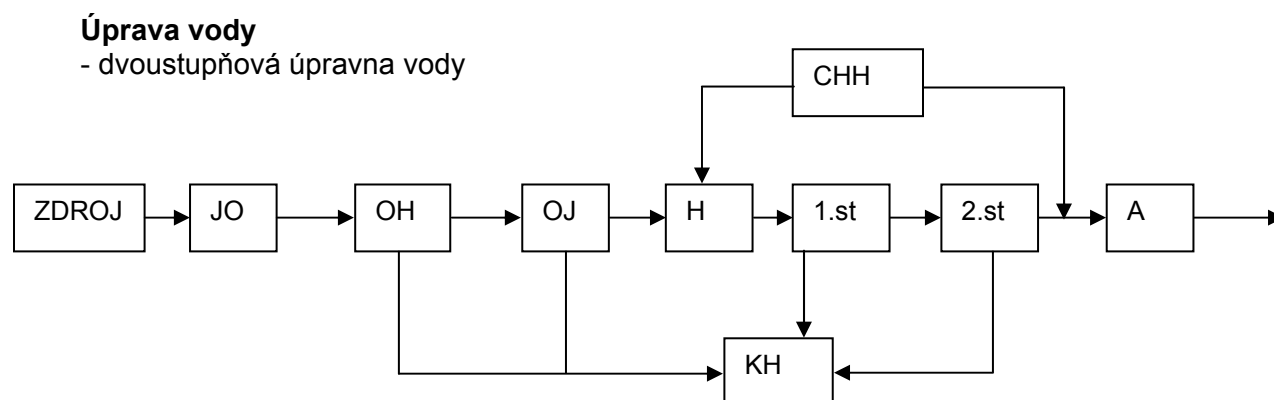 Úprava vody
- dvoustupňová úpravna vody
CHH
ZDROJ
JO
OH
OJ
H
1.st
2.st
A
KH